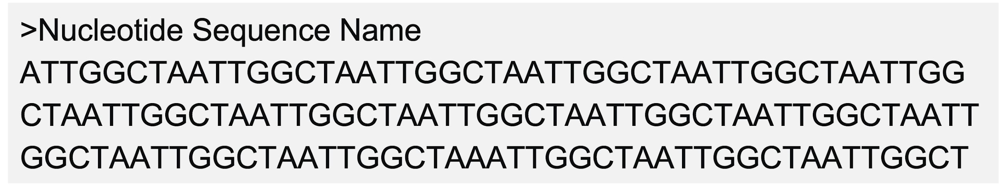 >Nucleotide Sequence Name
ATTGGCTAATTGGCTAATTGGCTAATTGGCTAATTGGCTAATTGG
CTAATTGGCTAATTGGCTAATTGGCTAATTGGCTAATTGGCTAATT
GGCTAATTGGCTAATTGGCTAAATTGGCTAATTGGCTAATTGGCT